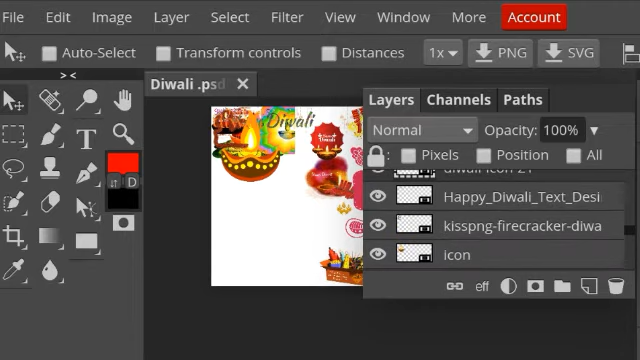 File Edit Image Layer Select Filter View Window More Account
Auto-Select Transform controls Distances 1x PNG SVG
> <
Diwali .psd X
Layers Channels Paths
Normal Opacity: 100%
Pixels Position All
Happy_Diwali_Text_Desi
kisspng-firecracker-diwa
icon
eff
D
Diwali